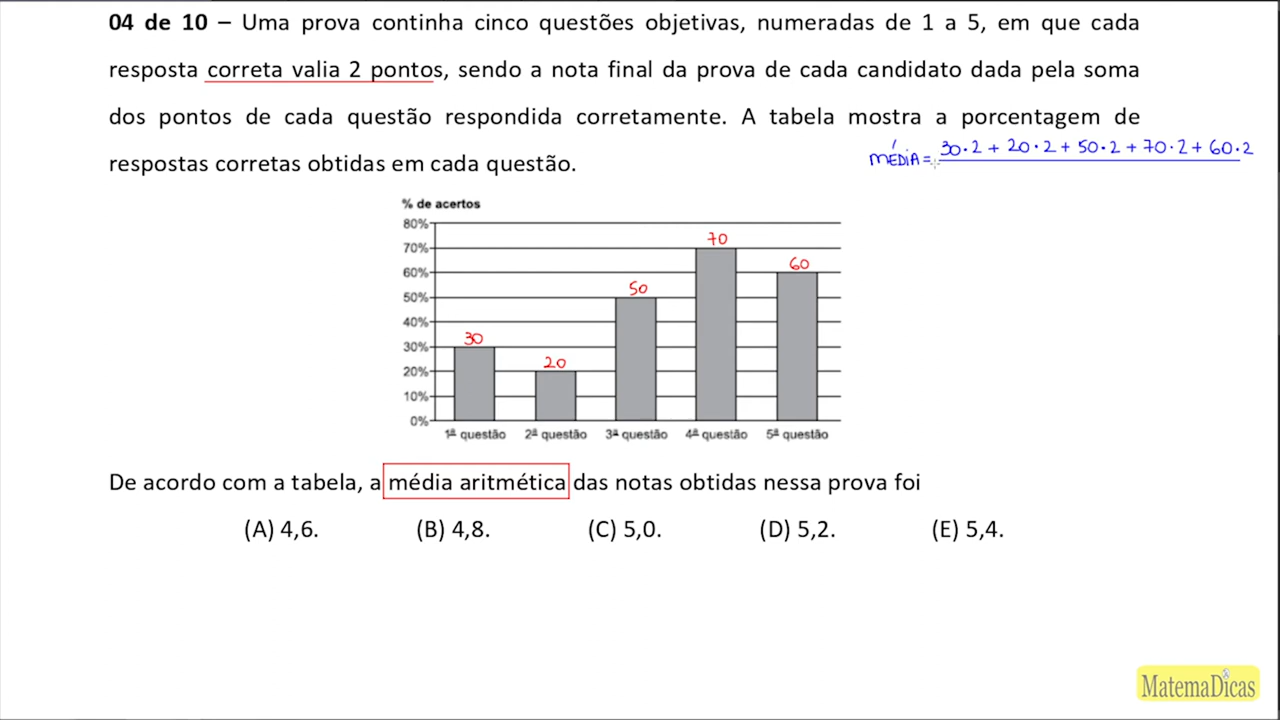 04 de 10 – Uma prova continha cinco questões objetivas, numeradas de 1 a 5, em que cada
resposta correta valia 2 pontos, sendo a nota final da prova de cada candidato dada pela soma
dos pontos de cada questão respondida corretamente. A tabela mostra a porcentagem de
respostas corretas obtidas em cada questão.
MÉDIA = 30·2 + 20·2 + 50·2 + 70·2 + 60·2
% de acertos
80%
70%
60%
50%
40%
30%
20%
10%
0%
30
20
50
70
60
1ª questão 2ª questão 3ª questão 4ª questão 5ª questão
De acordo com a tabela, a média aritmética das notas obtidas nessa prova foi
(A) 4,6. (B) 4,8. (C) 5,0. (D) 5,2. (E) 5,4.
MatemaDicas